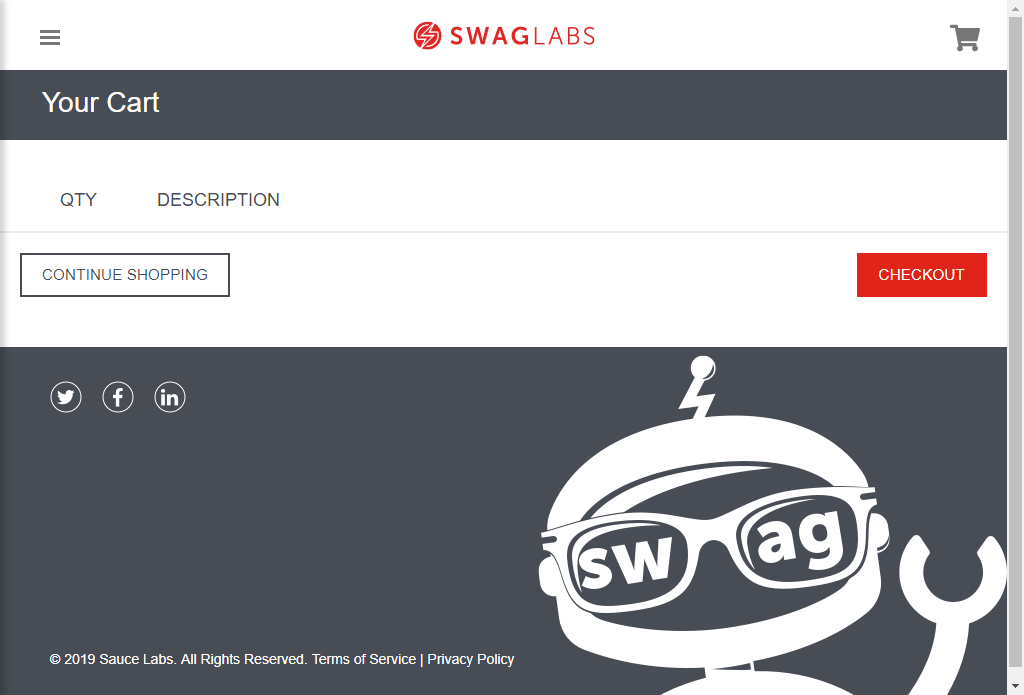 SWAGLABS
Your Cart
QTY DESCRIPTION
CONTINUE SHOPPING CHECKOUT
sw ag
© 2019 Sauce Labs. All Rights Reserved. Terms of Service | Privacy Policy